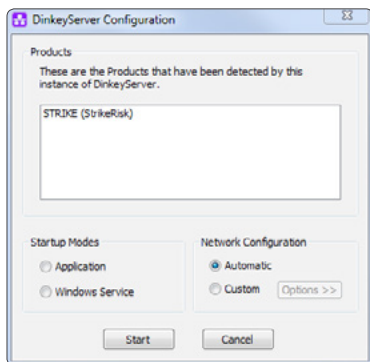 DinkeyServer Configuration
Products
These are the Products that have been detected by this
instance of DinkeyServer.
STRIKE (StrikeRisk)
Startup Modes
Application
Windows Service
Network Configuration
Automatic
Custom
Options >>
Start
Cancel